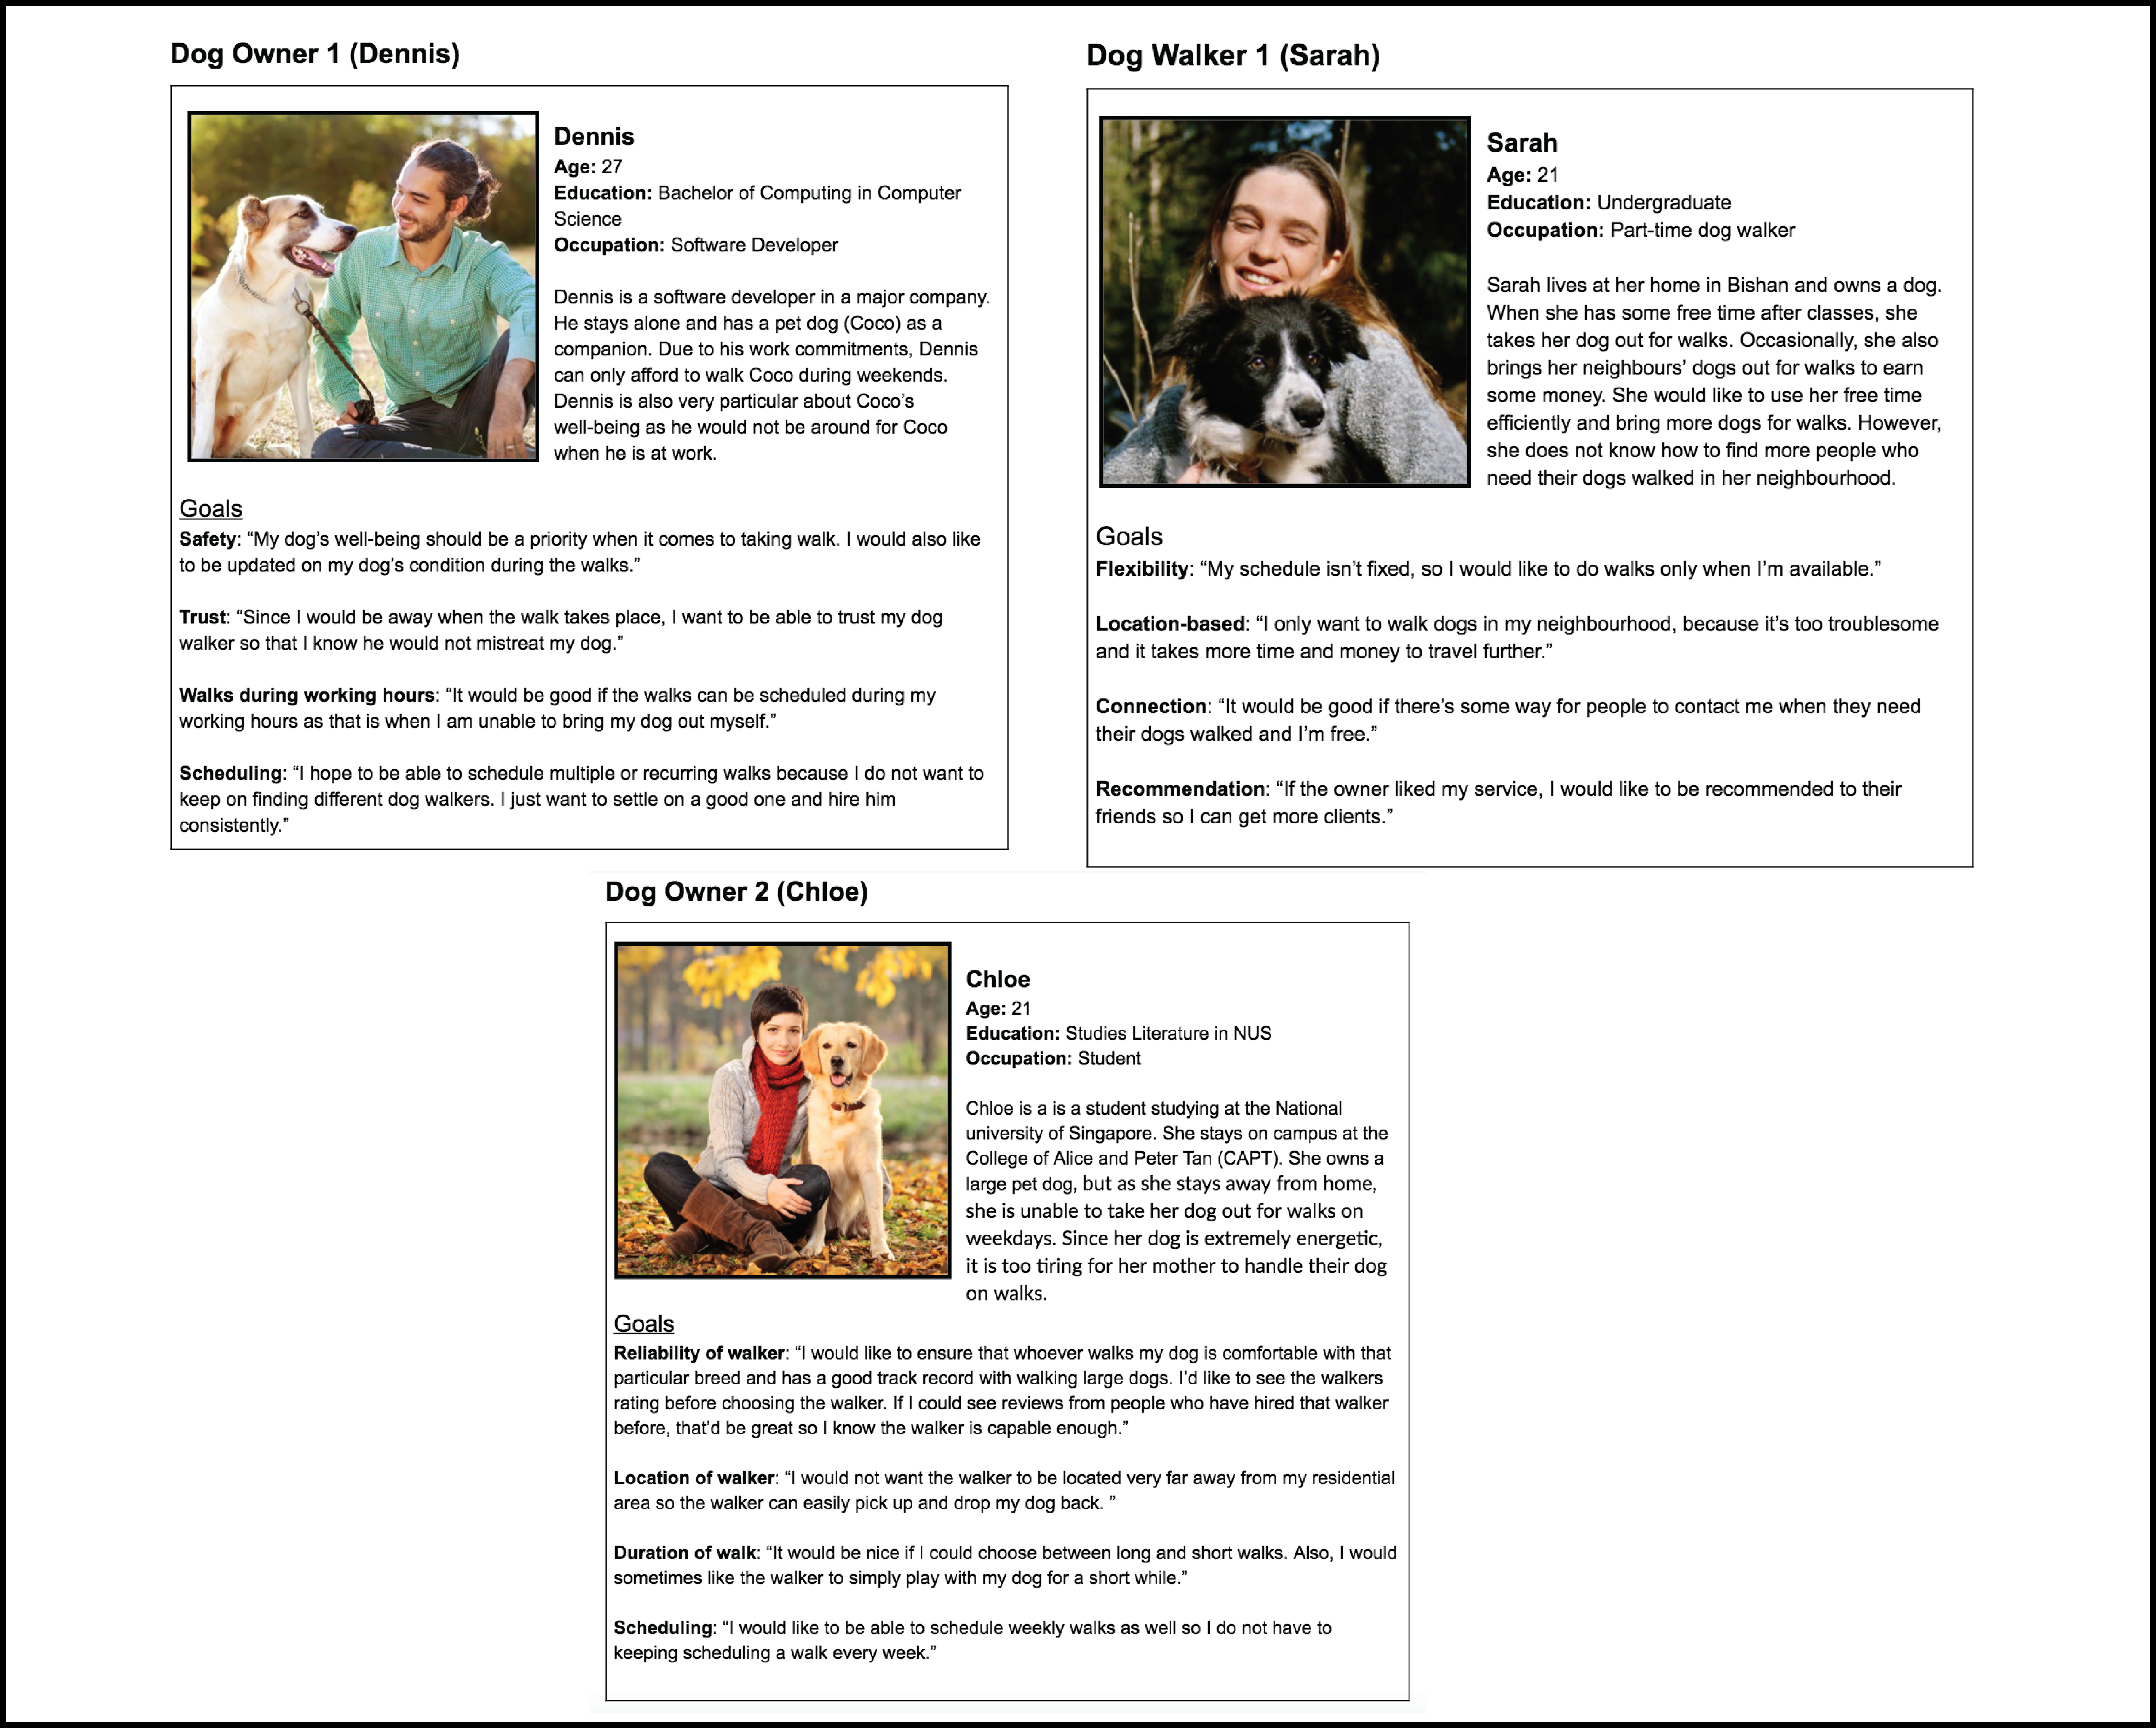 Dog Owner 1 (Dennis)
Dennis
Age: 27
Education: Bachelor of Computing in Computer
Science
Occupation: Software Developer
Dennis is a software developer in a major company.
He stays alone and has a pet dog (Coco) as a
companion. Due to his work commitments, Dennis
can only afford to walk Coco during weekends.
Dennis is also very particular about Coco’s
well-being as he would not be around for Coco
when he is at work.
Goals
Safety: “My dog’s well-being should be a priority when it comes to taking walk. I would also like
to be updated on my dog’s condition during the walks.”
Trust: “Since I would be away when the walk takes place, I want to be able to trust my dog
walker so that I know he would not mistreat my dog.”
Walks during working hours: “It would be good if the walks can be scheduled during my
working hours as that is when I am unable to bring my dog out myself.”
Scheduling: “I hope to be able to schedule multiple or recurring walks because I do not want to
keep on finding different dog walkers. I just want to settle on a good one and hire him
consistently.”
Dog Walker 1 (Sarah)
Sarah
Age: 21
Education: Undergraduate
Occupation: Part-time dog walker
Sarah lives at her home in Bishan and owns a dog.
When she has some free time after classes, she
takes her dog out for walks. Occasionally, she also
brings her neighbours’ dogs out for walks to earn
some money. She would like to use her free time
efficiently and bring more dogs for walks. However,
she does not know how to find more people who
need their dogs walked in her neighbourhood.
Goals
Flexibility: “My schedule isn’t fixed, so I would like to do walks only when I’m available.”
Location-based: “I only want to walk dogs in my neighbourhood, because it’s too troublesome
and it takes more time and money to travel further.”
Connection: “It would be good if there’s some way for people to contact me when they need
their dogs walked and I’m free.”
Recommendation: “If the owner liked my service, I would like to be recommended to their
friends so I can get more clients.”
Dog Owner 2 (Chloe)
Chloe
Age: 21
Education: Studies Literature in NUS
Occupation: Student
Chloe is a is a student studying at the National
university of Singapore. She stays on campus at the
College of Alice and Peter Tan (CAPT). She owns a
large pet dog, but as she stays away from home,
she is unable to take her dog out for walks on
weekdays. Since her dog is extremely energetic,
it is too tiring for her mother to handle their dog
on walks.
Goals
Reliability of walker: “I would like to ensure that whoever walks my dog is comfortable with that
particular breed and has a good track record with walking large dogs. I’d like to see the walkers
rating before choosing the walker. If I could see reviews from people who have hired that walker
before, that’d be great so I know the walker is capable enough.”
Location of walker: “I would not want the walker to be located very far away from my residential
area so the walker can easily pick up and drop my dog back. ”
Duration of walk: “It would be nice if I could choose between long and short walks. Also, I would
sometimes like the walker to simply play with my dog for a short while.”
Scheduling: “I would like to be able to schedule weekly walks as well so I do not have to
keeping scheduling a walk every week.”